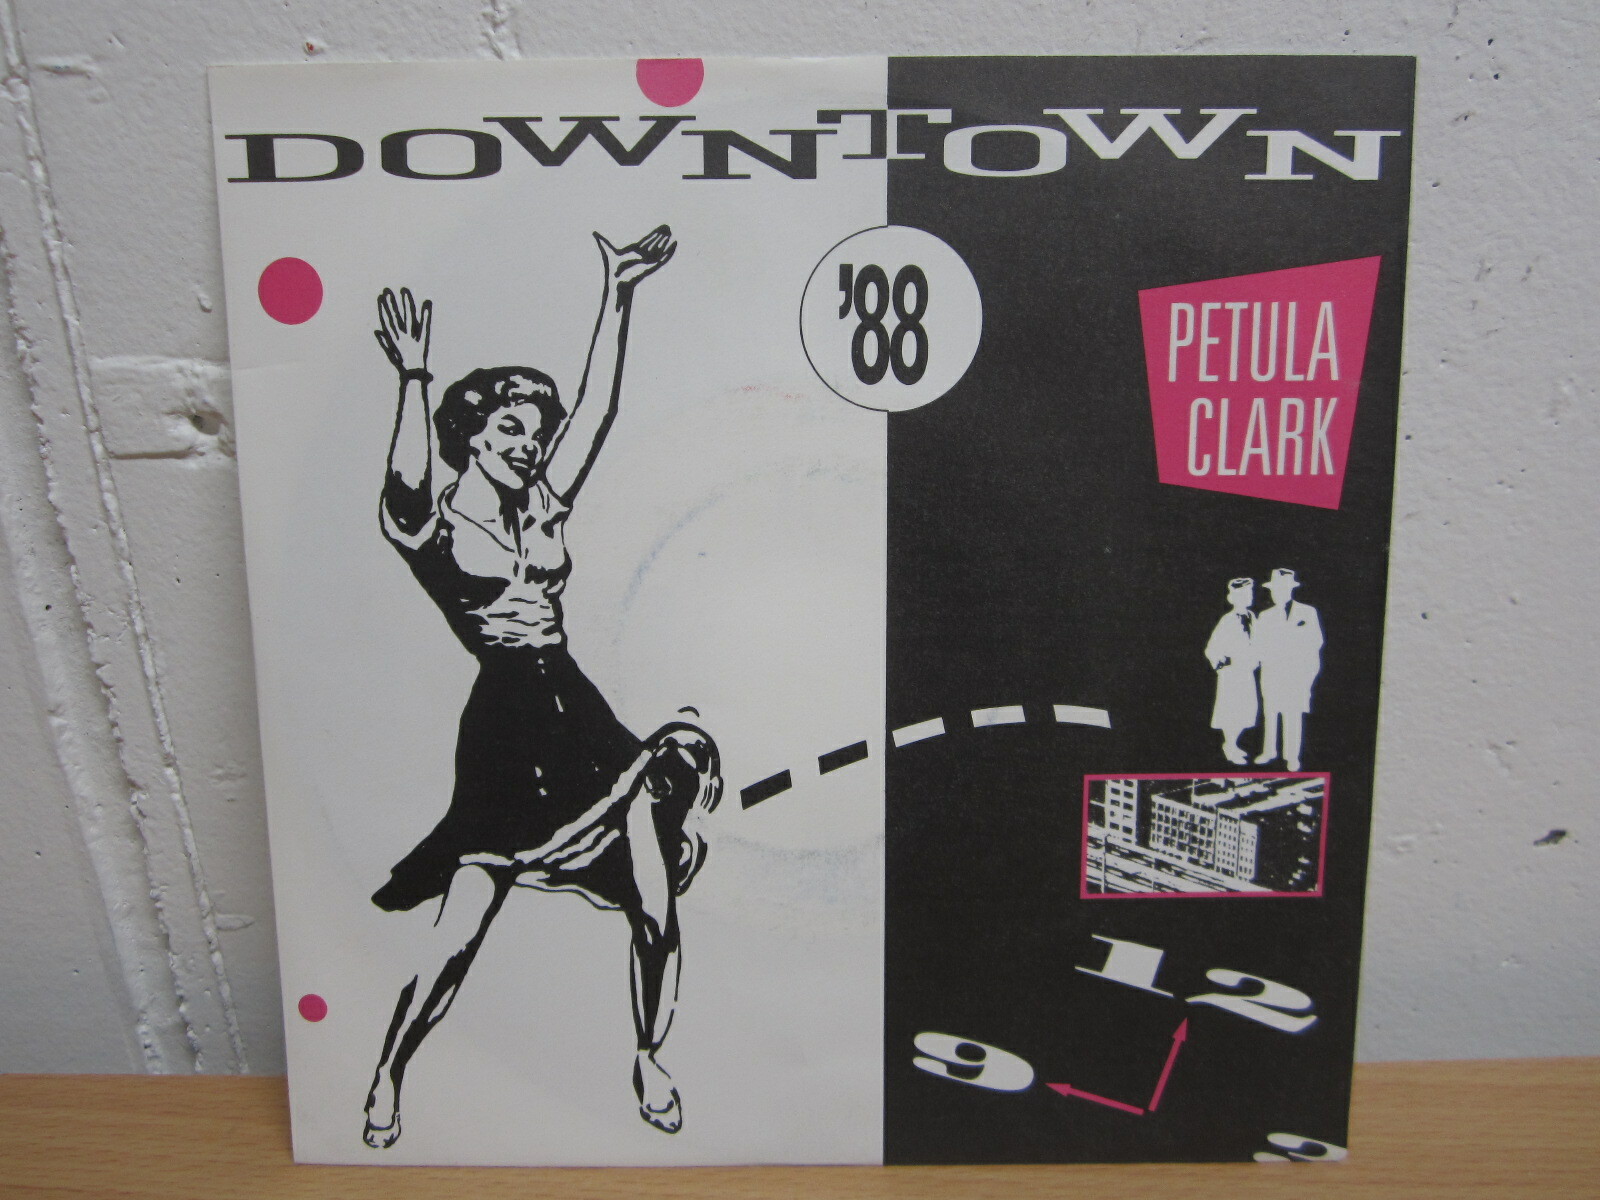 DOWNTOWN
'88
PETULA
CLARK
12
9